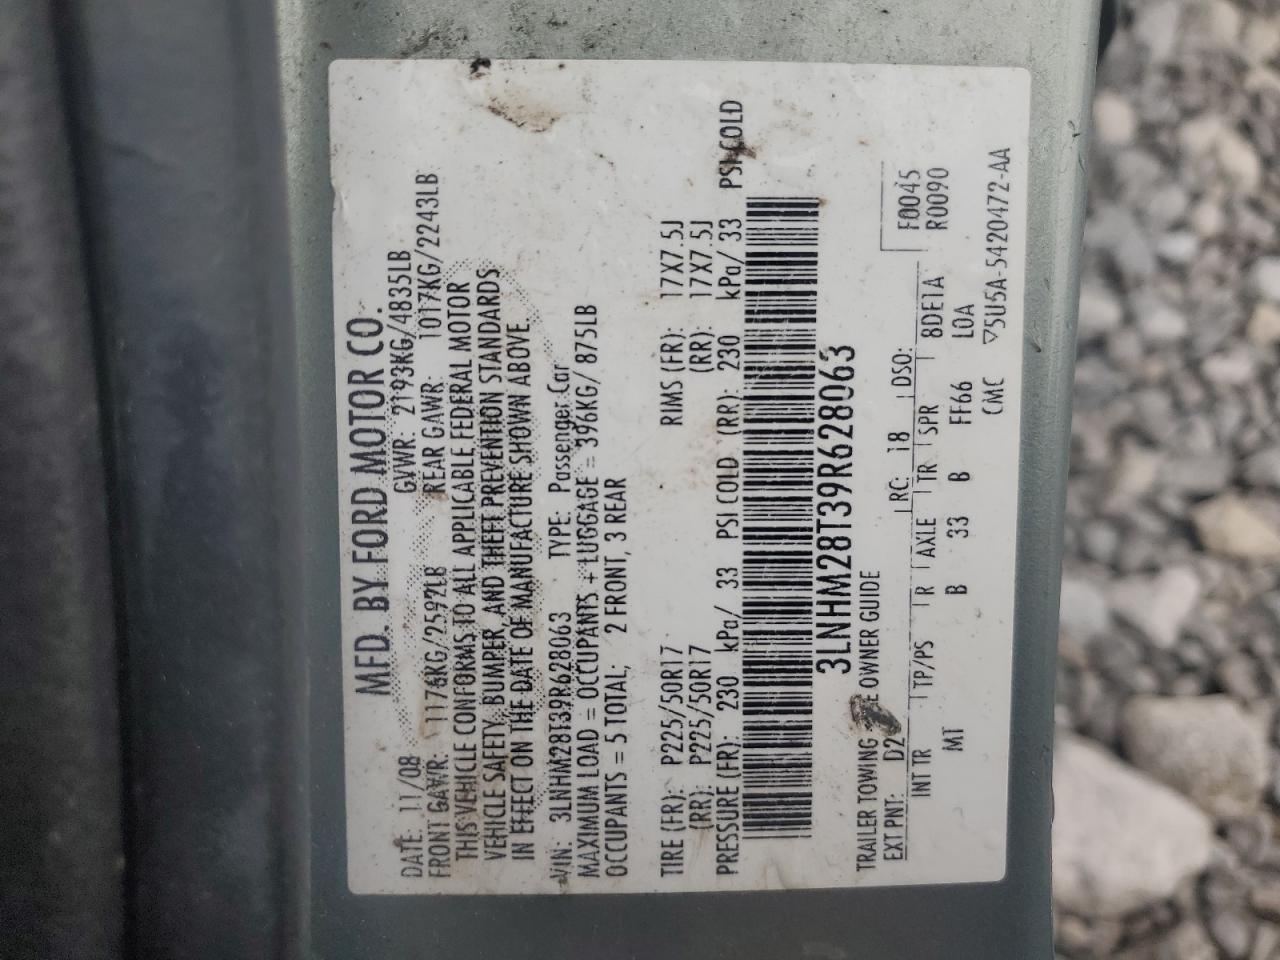 MFD. BY FORD MOTOR CO.
DATE: 11/08 GVWR: 2193KG/4835LB
FRONT GAWR: 1176KG/2592LB REAR GAWR: 1017KG/2243LB
THIS VEHICLE CONFORMS TO ALL APPLICABLE FEDERAL MOTOR
VEHICLE SAFETY, BUMPER, AND THEFT PREVENTION STANDARDS
IN EFFECT ON THE DATE OF MANUFACTURE SHOWN ABOVE.
VIN: 3LNHM28T39R628063 TYPE: Passenger Car
MAXIMUM LOAD = OCCUPANTS + LUGGAGE = 396KG/ 875LB
OCCUPANTS = 5 TOTAL; 2 FRONT, 3 REAR
TIRE (FR): P225/50R17 RIMS (FR): 17X7.5J
(RR): P225/50R17 (RR): 17X7.5J
PRESSURE (FR): 230 kPa/ 33 PSI COLD (RR): 230 kPa/ 33 PSI COLD
3LNHM28T39R628063
TRAILER TOWING OWNER GUIDE
EXT PNT: D2 RC: 18 DSO: F0045
INT TR TP/PS R AXLE TR SPR 8DE1A R0090
MT B 33 B FF66 LOA
CMC ▽5U5A-5420472-AA